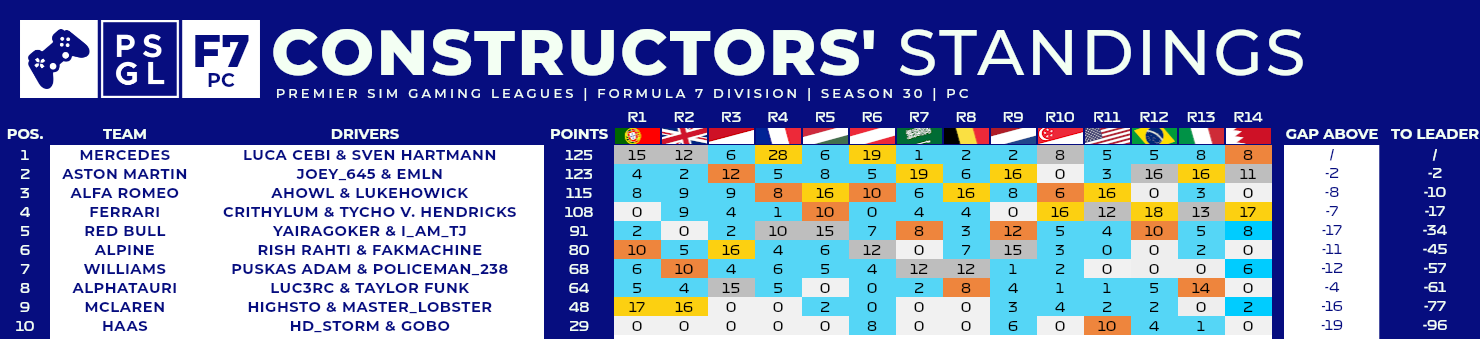 PS
GL
F7
PC
CONSTRUCTORS' STANDINGS
PREMIER SIM GAMING LEAGUES | FORMULA 7 DIVISION | SEASON 30 | PC
R1 R2 R3 R4 R5 R6 R7 R8 R9 R10 R11 R12 R13 R14
POS. TEAM DRIVERS POINTS GAP ABOVE TO LEADER
1 MERCEDES LUCA CEBI & SVEN HARTMANN 125 15 12 6 28 6 19 1 2 2 8 5 5 8 8 / /
2 ASTON MARTIN JOEY_645 & EMLN 123 4 2 12 5 8 5 19 6 16 0 3 16 16 11 -2 -2
3 ALFA ROMEO AHOWL & LUKEHOWICK 115 8 9 9 8 16 10 6 16 8 6 16 0 3 0 -8 -10
4 FERRARI CRITHYLUM & TYCHO V. HENDRICKS 108 0 9 4 1 10 0 4 4 0 16 12 18 13 17 -7 -17
5 RED BULL YAIRAGOKER & I_AM_TJ 91 2 0 2 10 15 7 8 3 12 5 4 10 5 8 -17 -34
6 ALPINE RISH RAHTI & FAKMACHINE 80 10 5 16 4 6 12 0 7 15 3 0 0 2 0 -11 -45
7 WILLIAMS PUSKAS ADAM & POLICEMAN_238 68 6 10 4 6 5 4 12 12 1 2 0 0 0 6 -12 -57
8 ALPHATAURI LUC3RC & TAYLOR FUNK 64 5 4 15 5 0 0 2 8 4 1 1 5 14 0 -4 -61
9 MCLAREN HIGHSTO & MASTER_LOBSTER 48 17 16 0 0 2 0 0 0 3 4 2 2 0 2 -16 -77
10 HAAS HD_STORM & GOBO 29 0 0 0 0 0 8 0 0 6 0 10 4 1 0 -19 -96